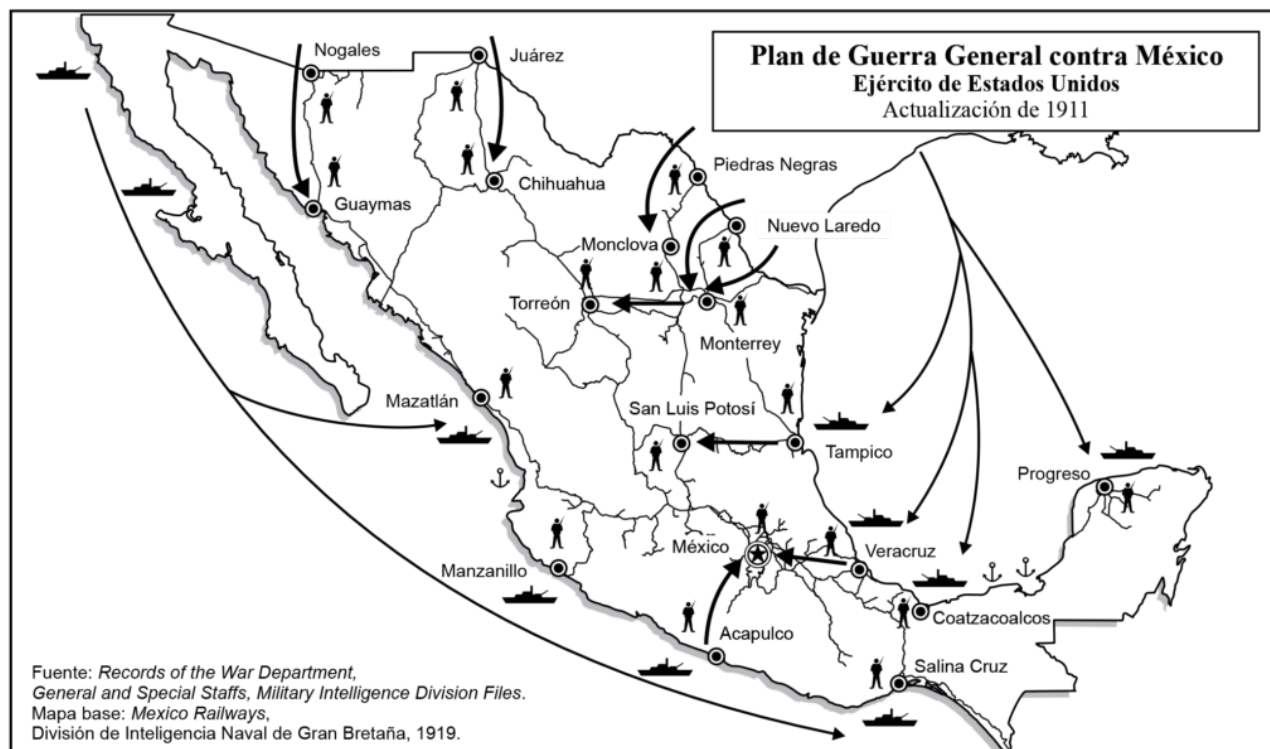 Plan de Guerra General contra México
Ejército de Estados Unidos
Actualización de 1911
Nogales
Juárez
Piedras Negras
Chihuahua
Guaymas
Nuevo Laredo
Monclova
Torreón
Monterrey
Mazatlán
San Luis Potosí
Tampico
Progreso
México
Veracruz
Manzanillo
Coatzacoalcos
Acapulco
Salina Cruz
Fuente: Records of the War Department,
General and Special Staffs, Military Intelligence Division Files.
Mapa base: Mexico Railways,
División de Inteligencia Naval de Gran Bretaña, 1919.